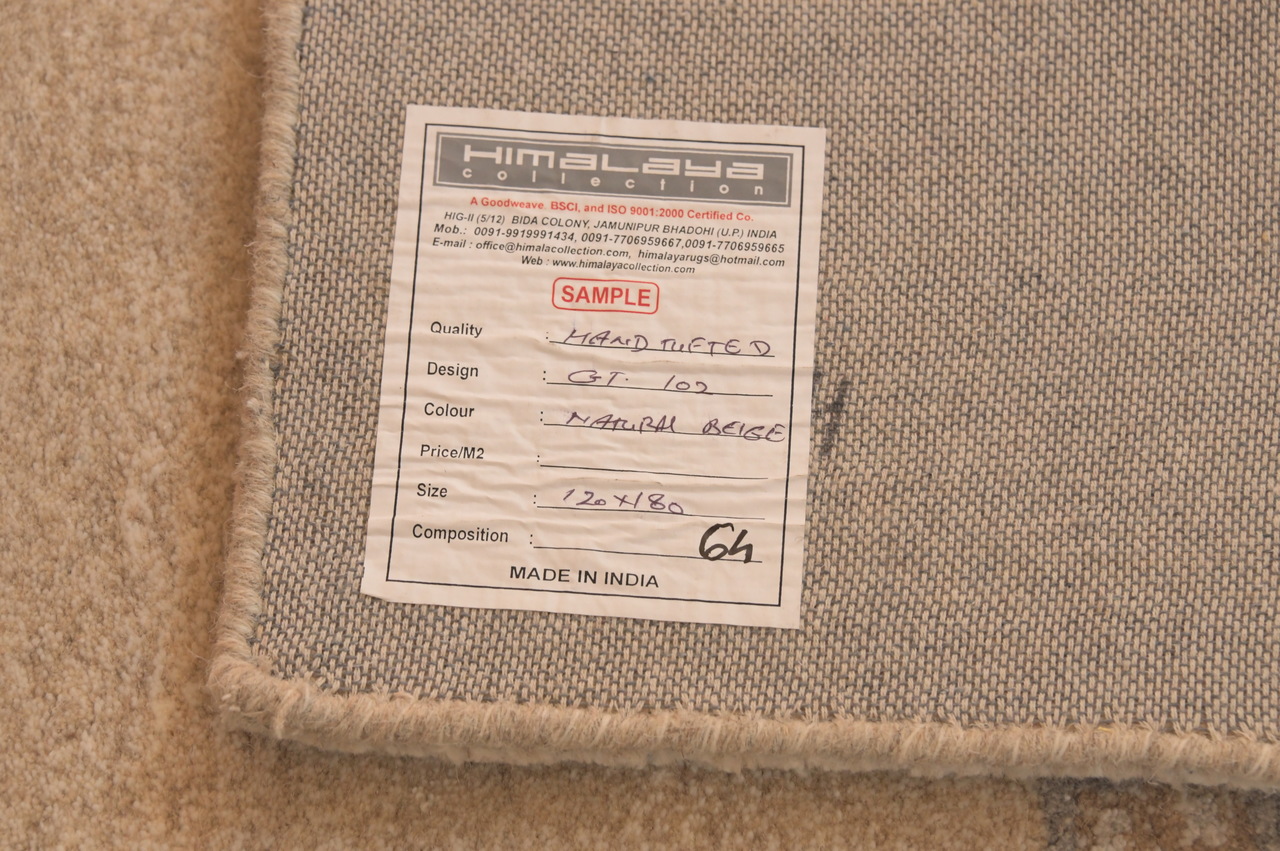 HIMALAYA
collection
A Goodweave, BSCI, and ISO 9001:2000 Certified Co.
HIG-II (5/12) BIDA COLONY, JAMUNIPUR BHADOHI (U.P.) INDIA
Mob.: 0091-9919991434, 0091-7706959667,0091-7706959665
E-mail : office@himalacollection.com, himalayarugs@hotmail.com
Web : www.himalayacollection.com
SAMPLE
Quality : HAND TUFTED
Design : GT. 102
Colour : NATURAL BEIGE
Price/M2 :
Size : 120X180
Composition : 64
MADE IN INDIA